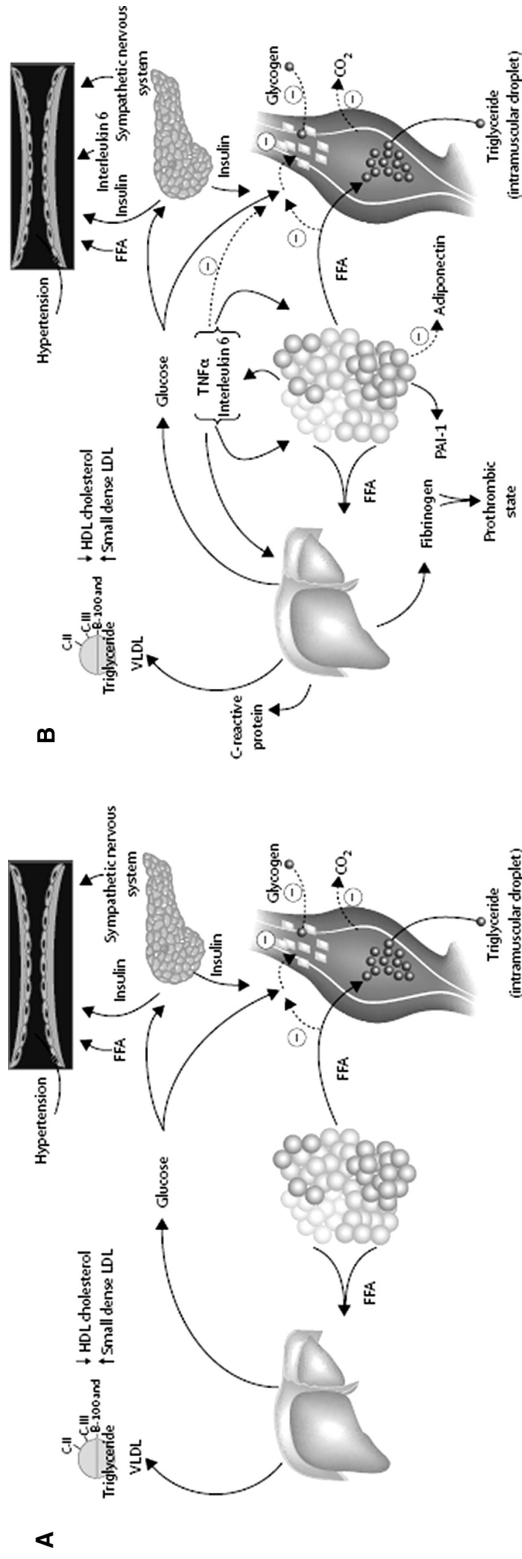 A
C-II
C-III
B-100 and
Triglyceride
VLDL
↓ HDL cholesterol
↑ Small dense LDL
Hypertension
FFA
Insulin
Sympathetic nervous
system
Glucose
Insulin
FFA
FFA
−
−
Glycogen
−
CO2
−
Triglyceride
(intramuscular droplet)
B
C-II
C-III
B-100 and
Triglyceride
VLDL
↓ HDL cholesterol
↑ Small dense LDL
C-reactive
protein
Hypertension
FFA
Insulin
Interleukin 6
Sympathetic nervous
system
Glucose
TNFα
Interleukin 6
−
Insulin
FFA
FFA
−
−
Glycogen
−
CO2
−
Triglyceride
(intramuscular droplet)
Fibrinogen
PAI-1
−
Adiponectin
Prothrombic
state